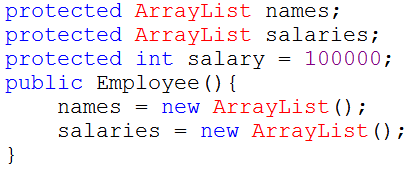 protected ArrayList names;
protected ArrayList salaries;
protected int salary = 100000;
public Employee(){
    names = new ArrayList();
    salaries = new ArrayList();
}